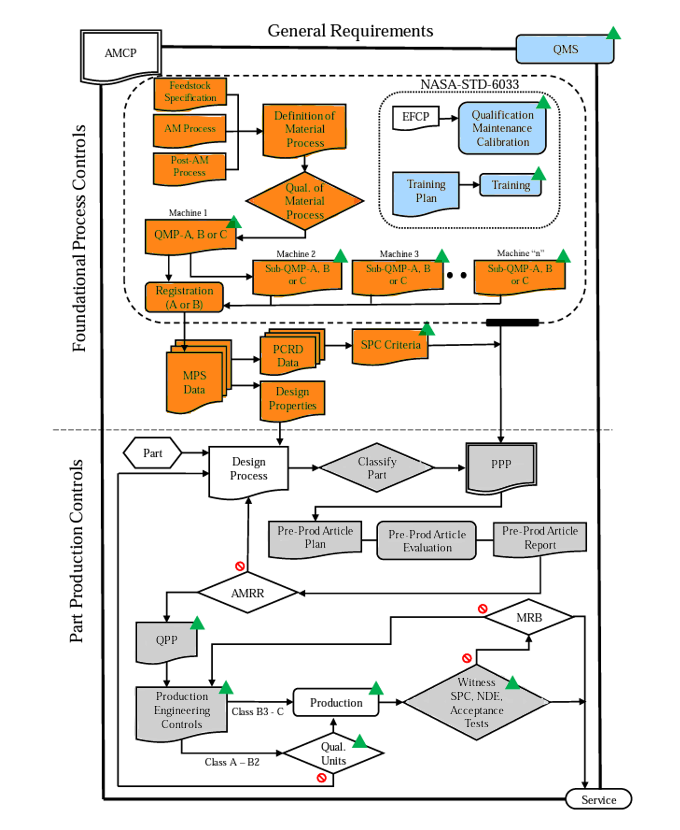 General Requirements
AMCP
QMS
Foundational Process Controls
NASA-STD-6033
Feedstock
Specification
AM Process
Post-AM
Process
Definition of
Material
Process
Qual. of
Material
Process
EFCP
Qualification
Maintenance
Calibration
Training
Plan
Training
Machine 1
QMP-A, B or C
Machine 2
Sub-QMP-A, B
or C
Machine 3
Sub-QMP-A, B
or C
Machine "n"
Sub-QMP-A, B
or C
Registration
(A or B)
MPS
Data
PCRD
Data
SPC Criteria
Design
Properties
Part Production Controls
Part
Design
Process
Classify
Part
PPP
Pre-Prod Article
Plan
Pre-Prod Article
Evaluation
Pre-Prod Article
Report
AMRR
QPP
MRB
Production
Engineering
Controls
Class B3 - C
Production
Witness
SPC, NDE,
Acceptance
Tests
Class A – B2
Qual.
Units
Service